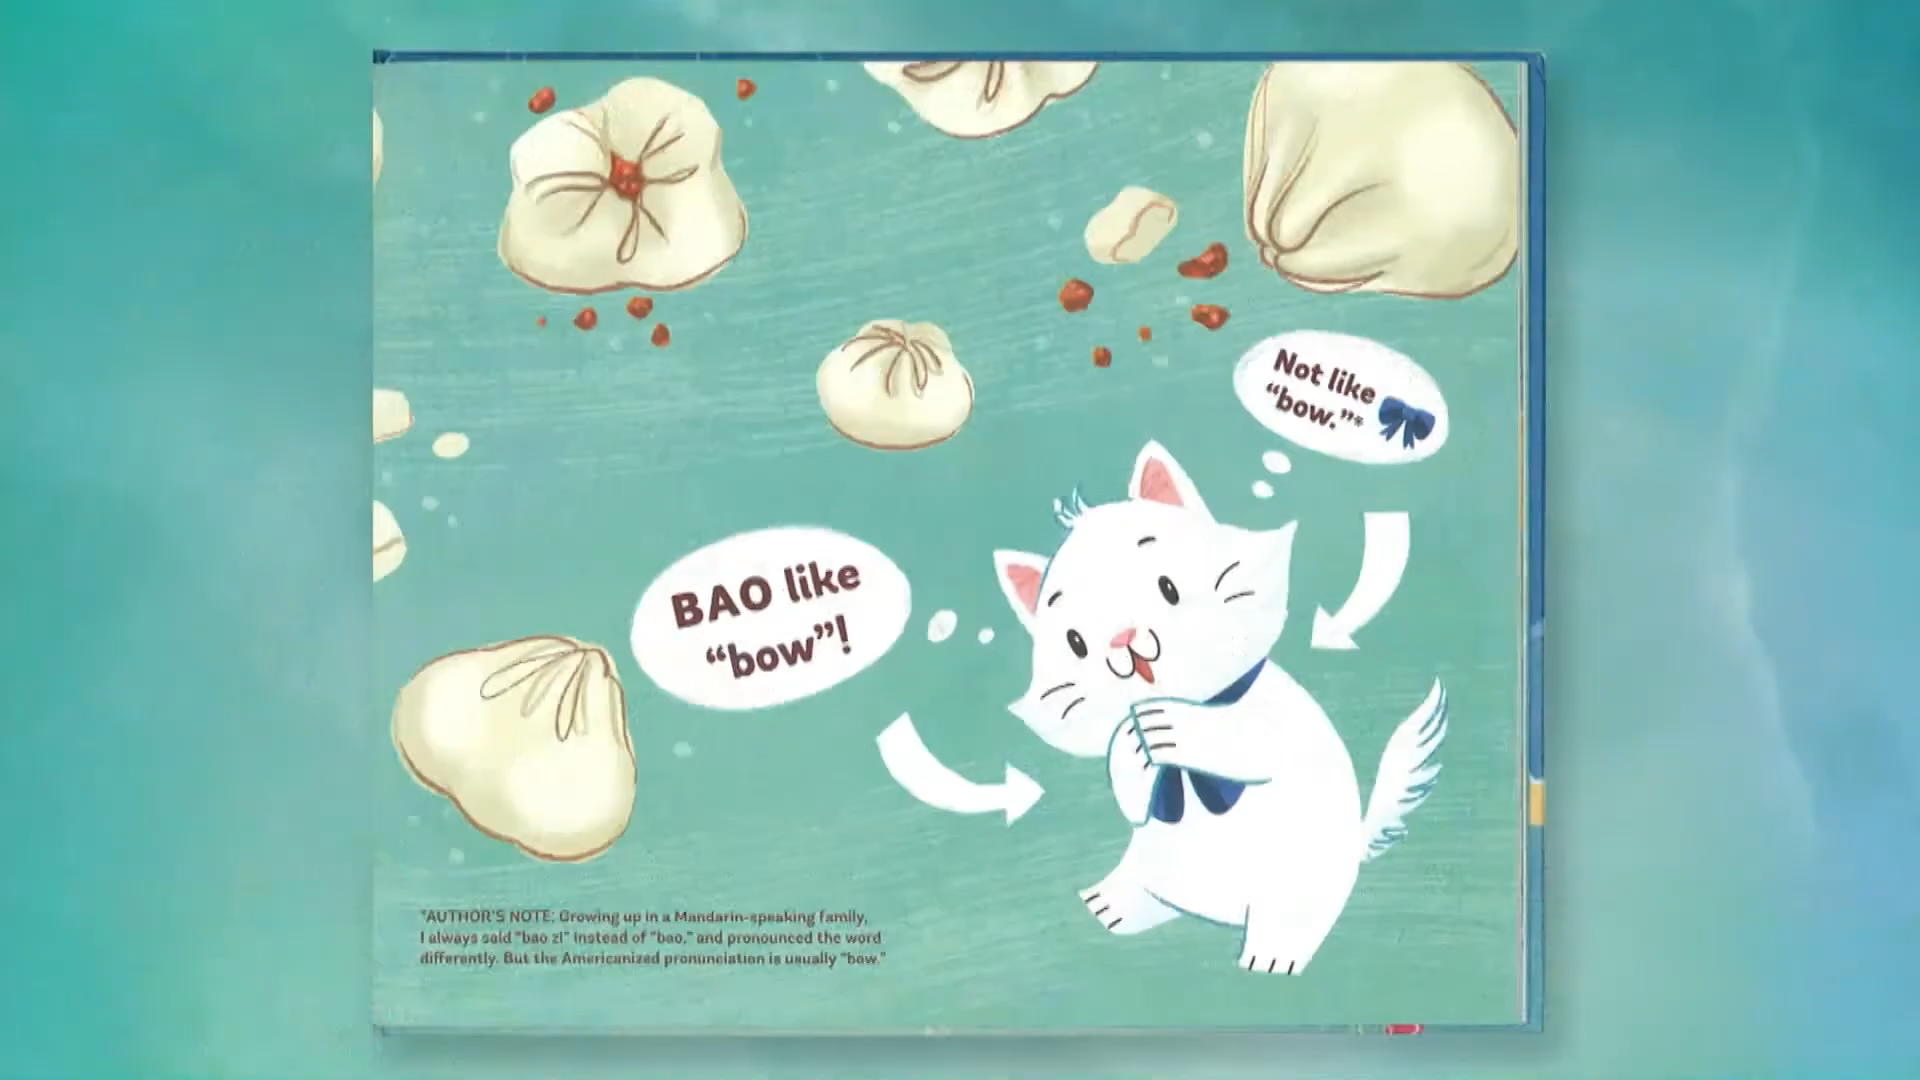 Not like
“bow.”*
BAO like
“bow”!
*AUTHOR'S NOTE: Growing up in a Mandarin-speaking family,
I always said “bao zi” instead of “bao,” and pronounced the word
differently. But the Americanized pronunciation is usually “bow.”